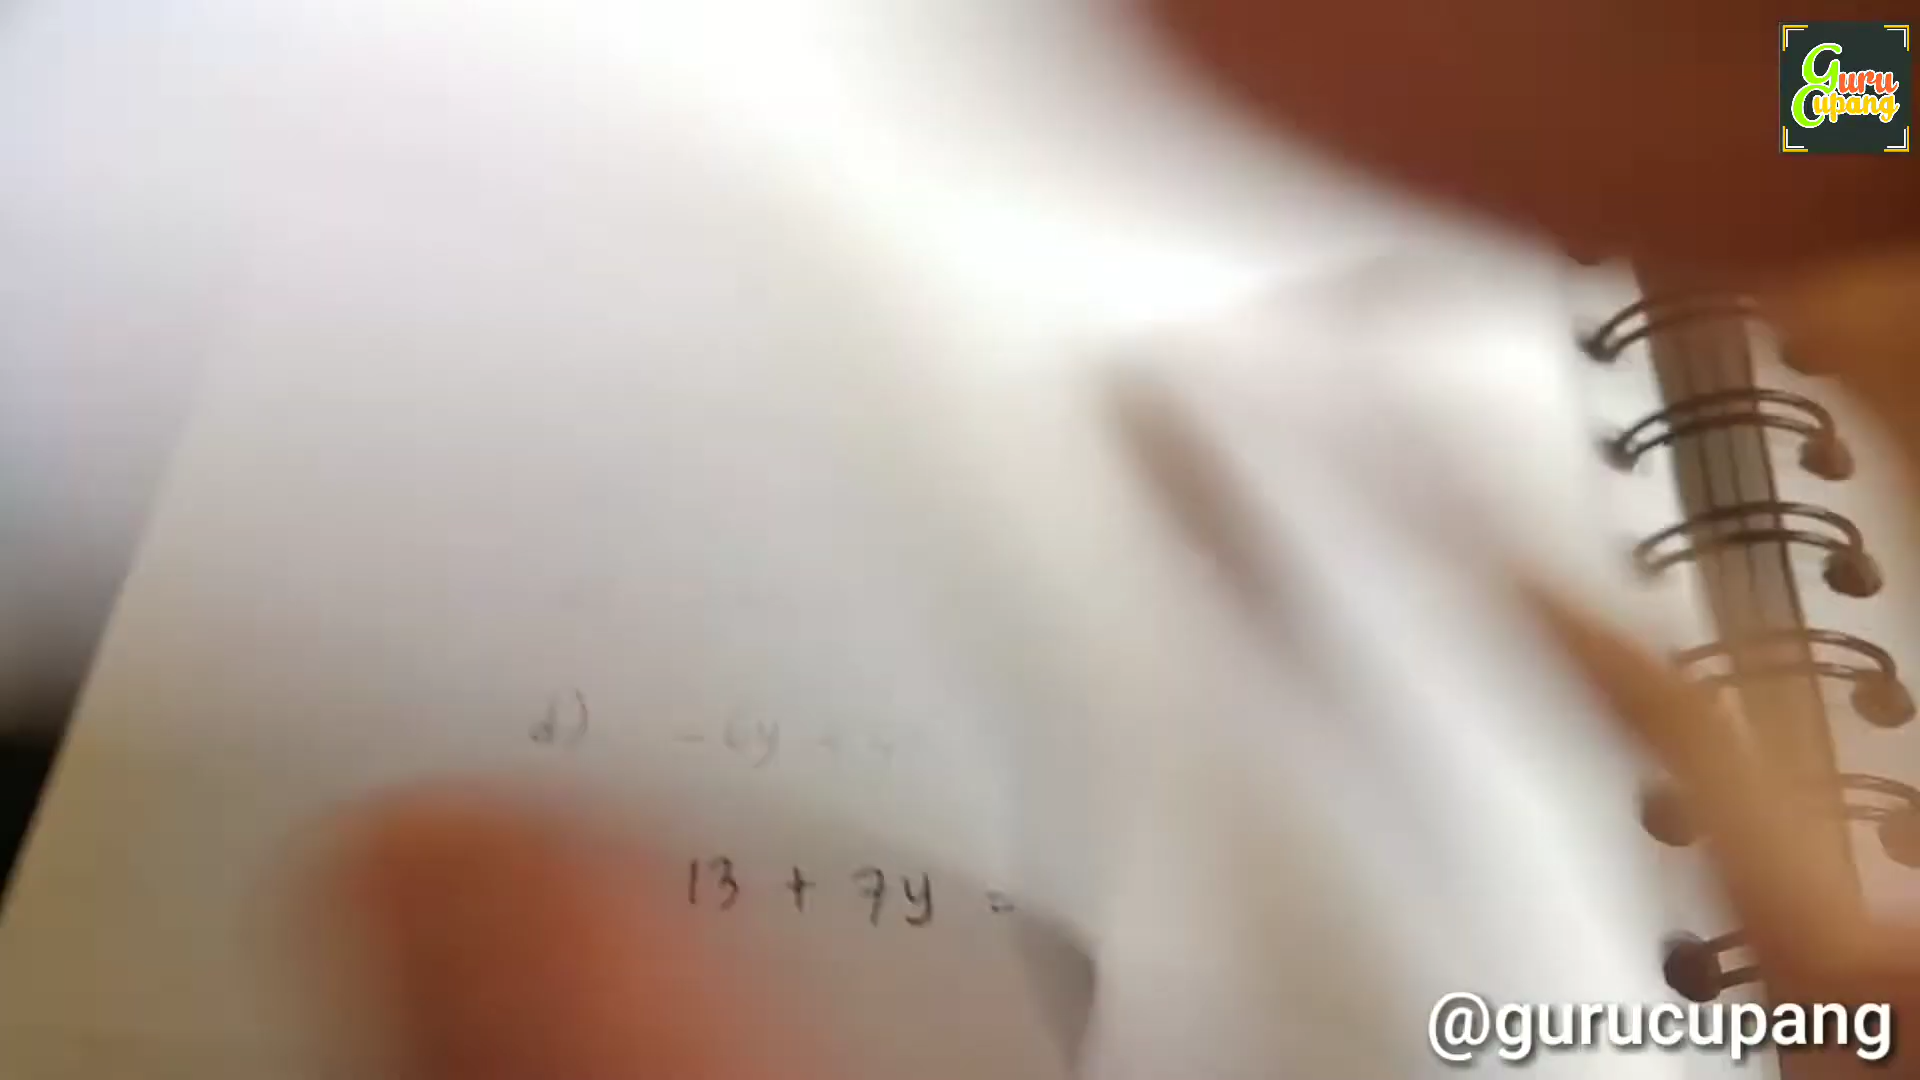 Guru
Cupang
d)
13 + 7y =
@gurucupang